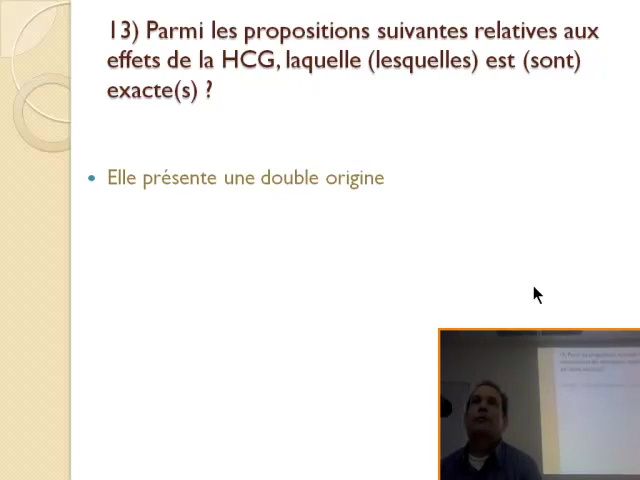 13) Parmi les propositions suivantes relatives aux
effets de la HCG, laquelle (lesquelles) est (sont)
exacte(s) ?
• Elle présente une double origine